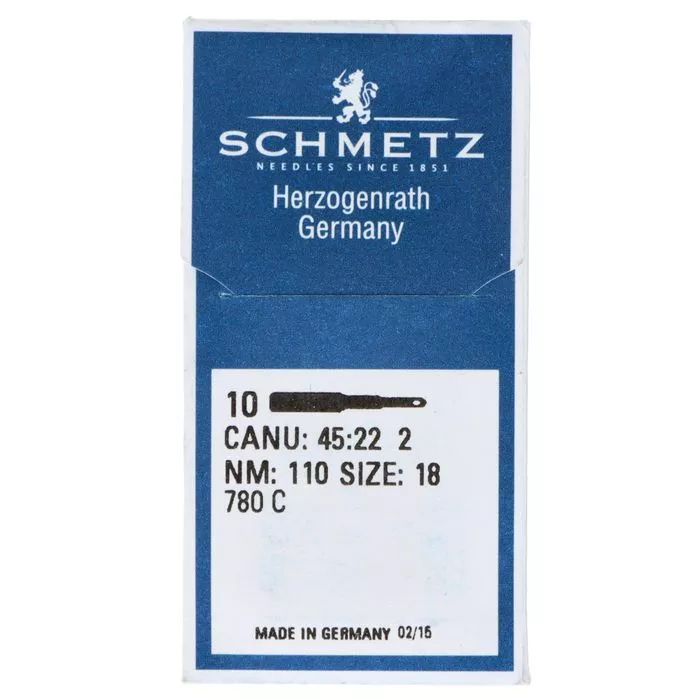 SCHMETZ
NEEDLES SINCE 1851
Herzogenrath
Germany
10
CANU: 45:22 2
NM: 110 SIZE: 18
780 C
MADE IN GERMANY 02/16